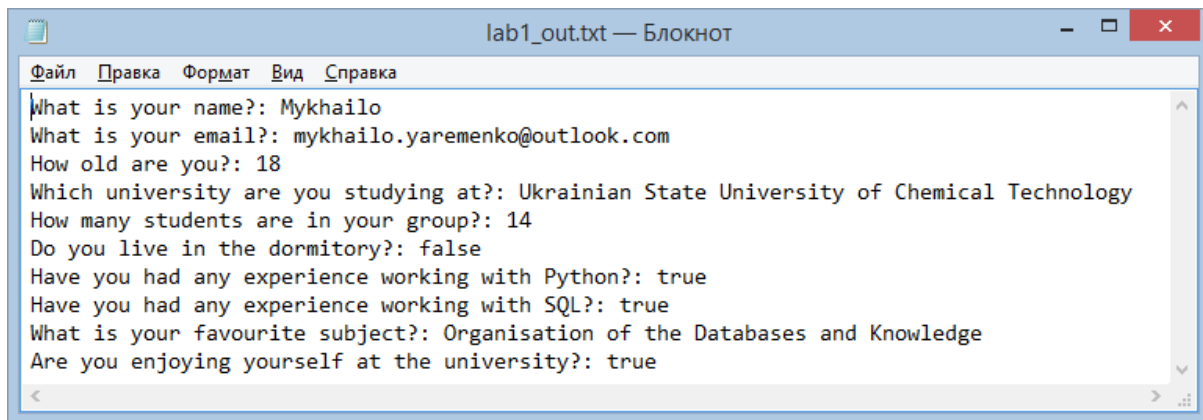 lab1_out.txt — Блокнот
Файл Правка Формат Вид Справка
What is your name?: Mykhailo
What is your email?: mykhailo.yaremenko@outlook.com
How old are you?: 18
Which university are you studying at?: Ukrainian State University of Chemical Technology
How many students are in your group?: 14
Do you live in the dormitory?: false
Have you had any experience working with Python?: true
Have you had any experience working with SQL?: true
What is your favourite subject?: Organisation of the Databases and Knowledge
Are you enjoying yourself at the university?: true